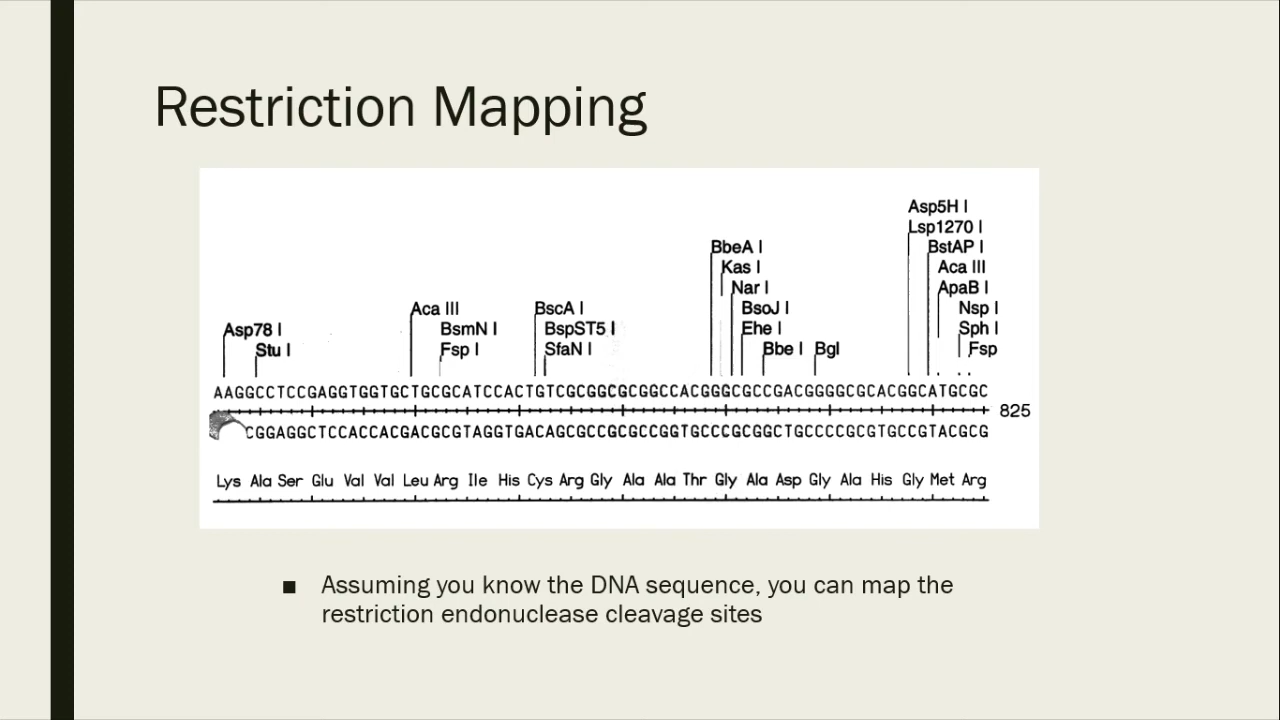 Restriction Mapping
Asp5H I
Lsp1270 I
BbeA I BstAP I
Kas I Aca III
Nar I ApaB I
Aca III BscA I BsoJ I Nsp I
Asp78 I BsmN I BspST5 I Ehe I Sph I
Stu I Fsp I SfaN I Bbe I Bgl Fsp
AAGGCCTCCGAGGTGGTGCTGCGCATCCACTGTCGCGGCGCGGCCACGGGCGCCGACGGGGCGCACGGCATGCGC
825
CGGAGGCTCCACCACGACGCGTAGGTGACAGCGCCGCGCCGGTGCCCGCGGCTGCCCCGCGTGCCGTACGCG
Lys Ala Ser Glu Val Val Leu Arg Ile His Cys Arg Gly Ala Ala Thr Gly Ala Asp Gly Ala His Gly Met Arg
■ Assuming you know the DNA sequence, you can map the
restriction endonuclease cleavage sites